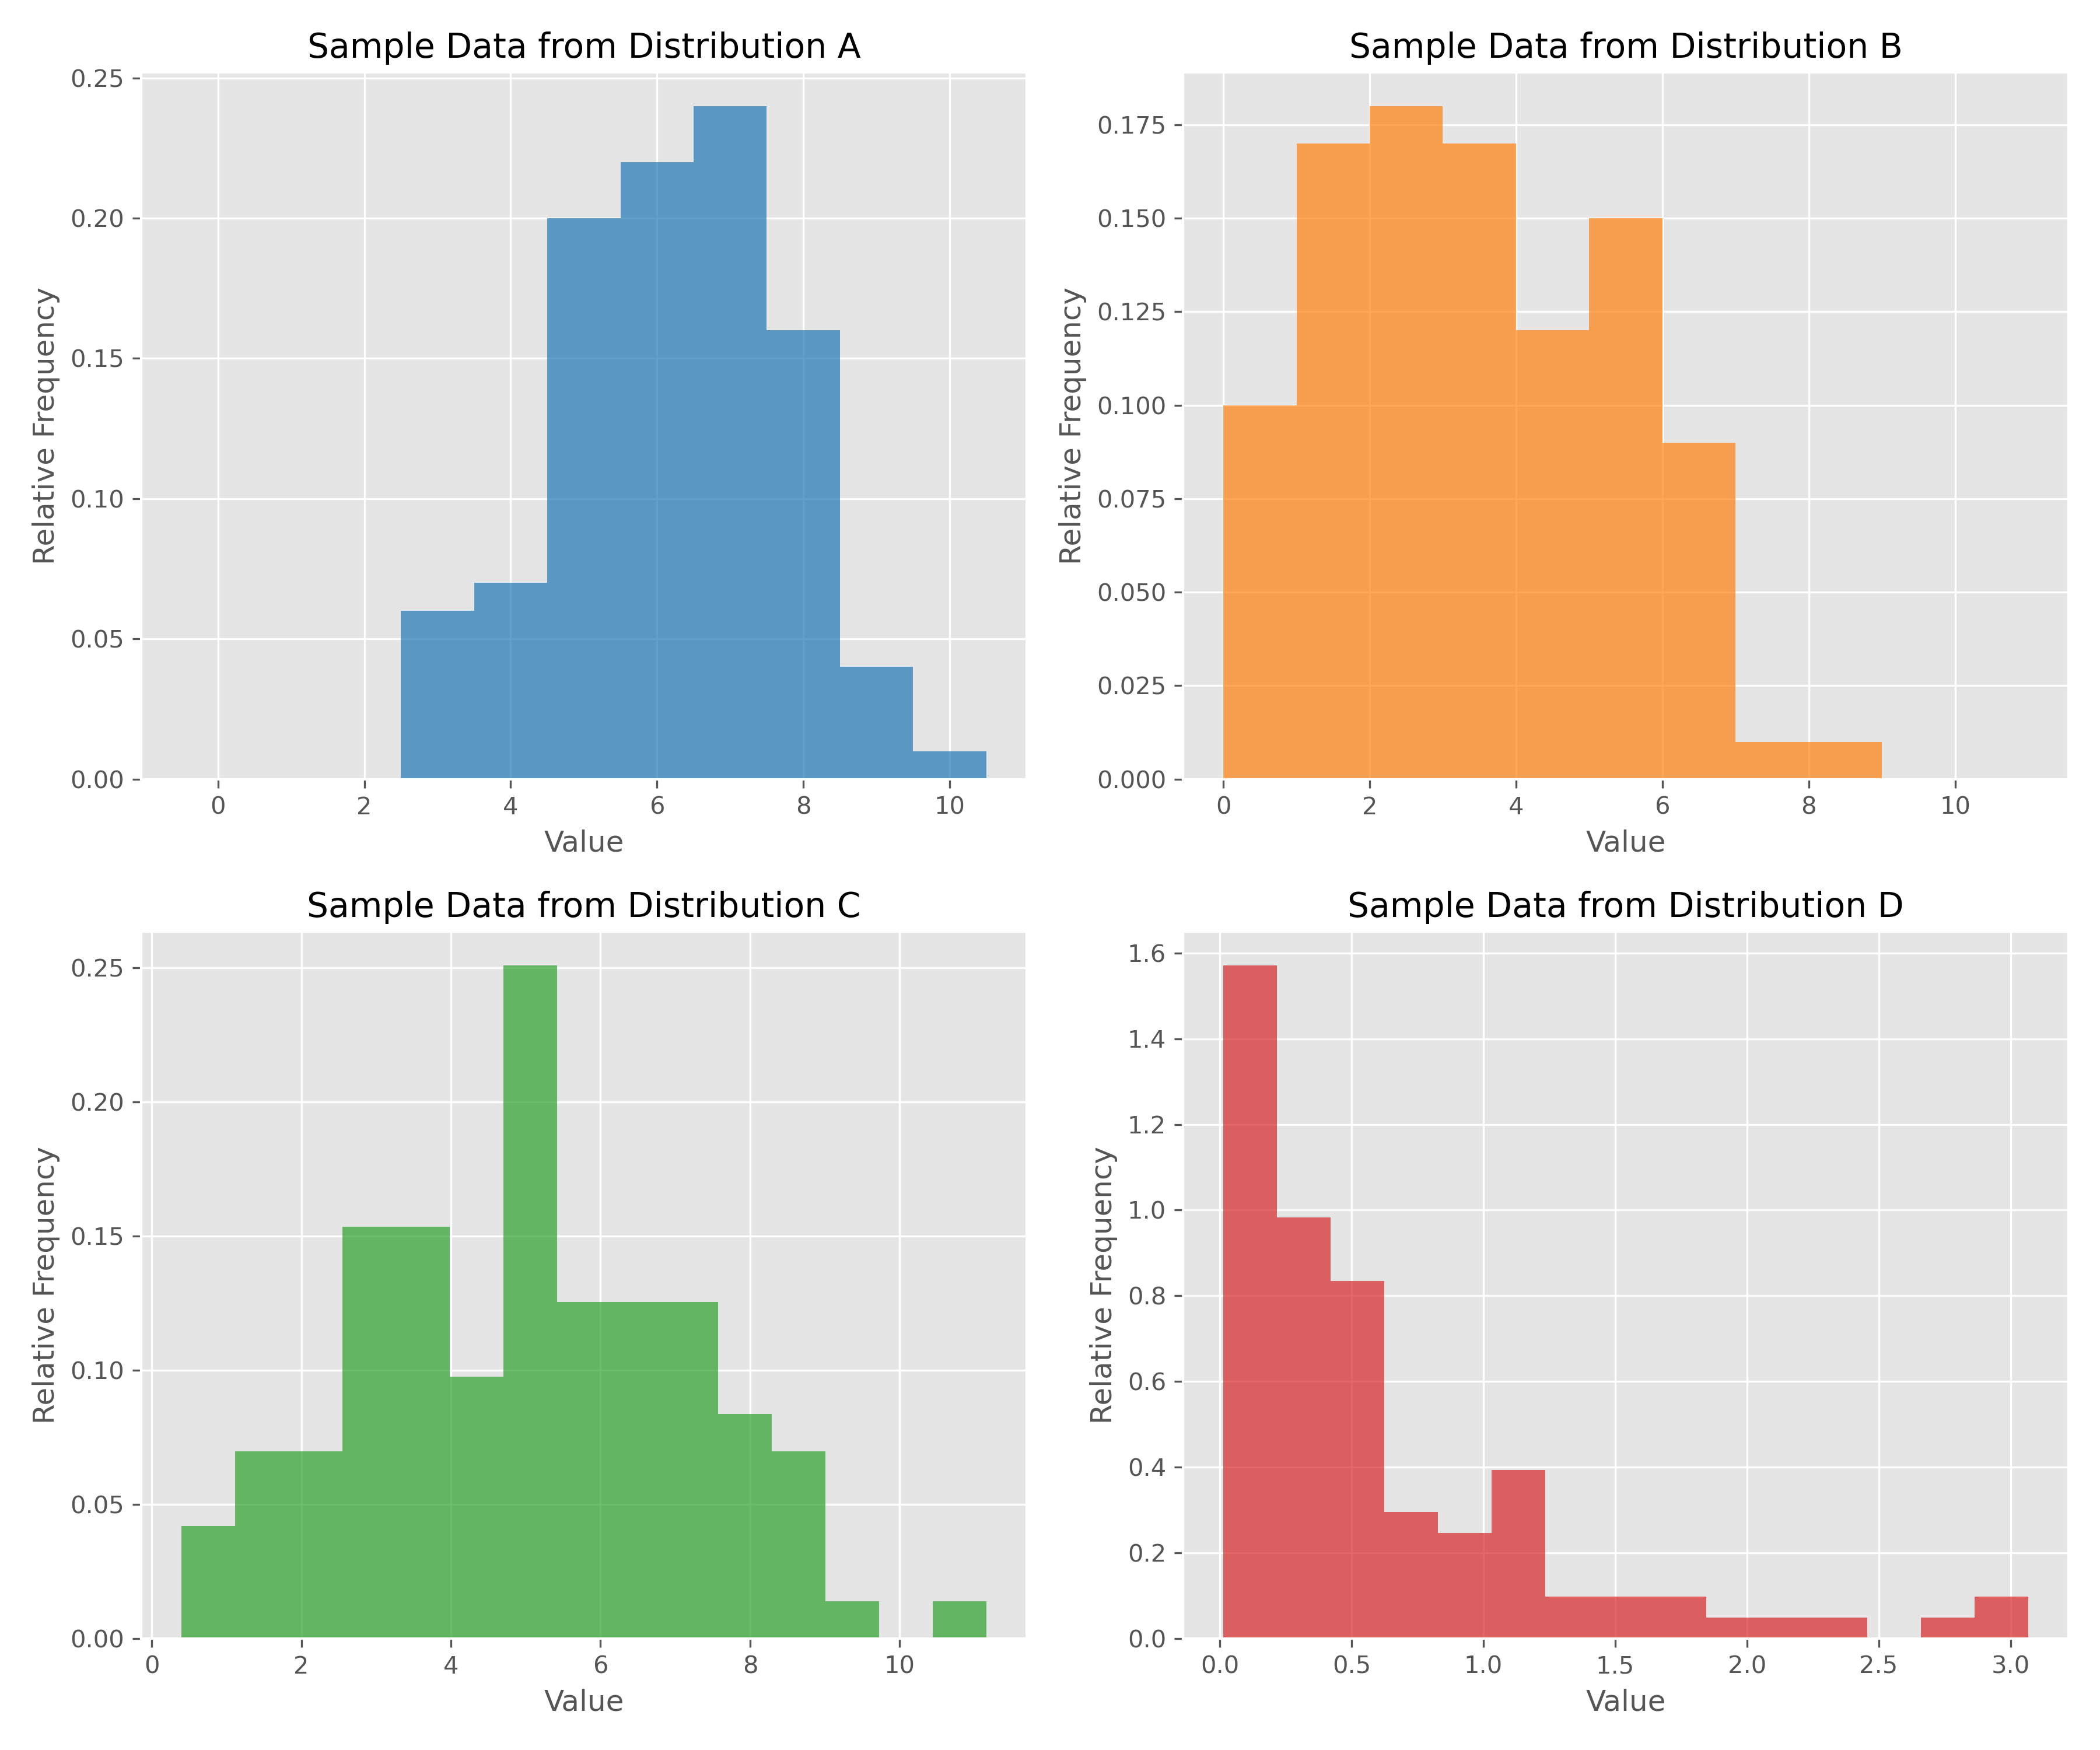 Sample Data from Distribution A
Relative Frequency
0.25
0.20
0.15
0.10
0.05
0.00
0 2 4 6 8 10
Value
Sample Data from Distribution B
Relative Frequency
0.175
0.150
0.125
0.100
0.075
0.050
0.025
0.000
0 2 4 6 8 10
Value
Sample Data from Distribution C
Relative Frequency
0.25
0.20
0.15
0.10
0.05
0.00
0 2 4 6 8 10
Value
Sample Data from Distribution D
Relative Frequency
1.6
1.4
1.2
1.0
0.8
0.6
0.4
0.2
0.0
0.0 0.5 1.0 1.5 2.0 2.5 3.0
Value